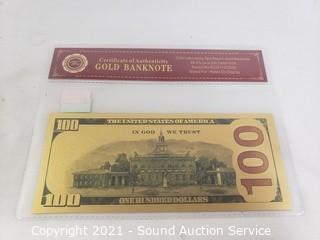 Certificate of Authenticity
GOLD BANKNOTE
THE UNITED STATES OF AMERICA
100
IN GOD WE TRUST
100
100
ONE HUNDRED DOLLARS
Copyright 2021 - Sound Auction Service